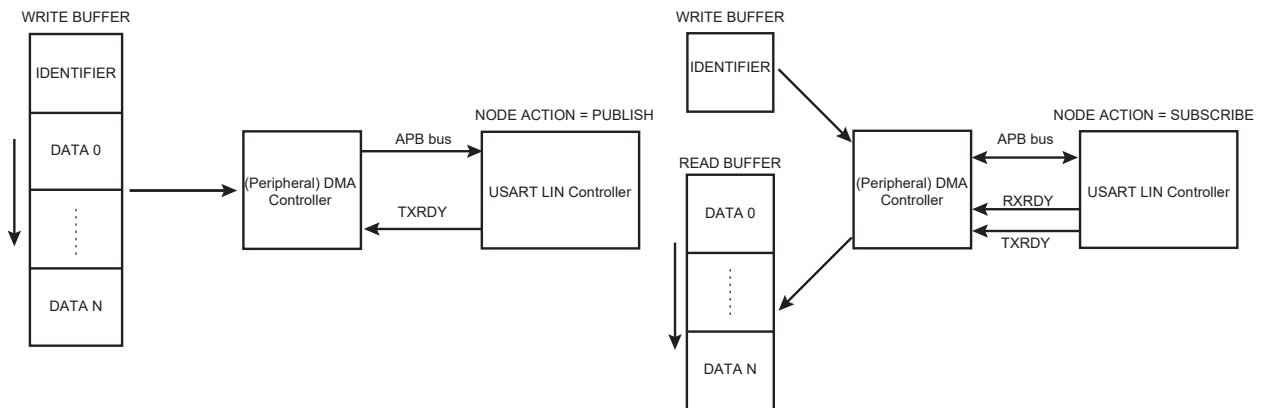 WRITE BUFFER
IDENTIFIER
DATA 0
DATA N
(Peripheral) DMA
Controller
APB bus
TXRDY
NODE ACTION = PUBLISH
USART LIN Controller
WRITE BUFFER
IDENTIFIER
READ BUFFER
DATA 0
DATA N
(Peripheral) DMA
Controller
NODE ACTION = SUBSCRIBE
APB bus
RXRDY
TXRDY
USART LIN Controller